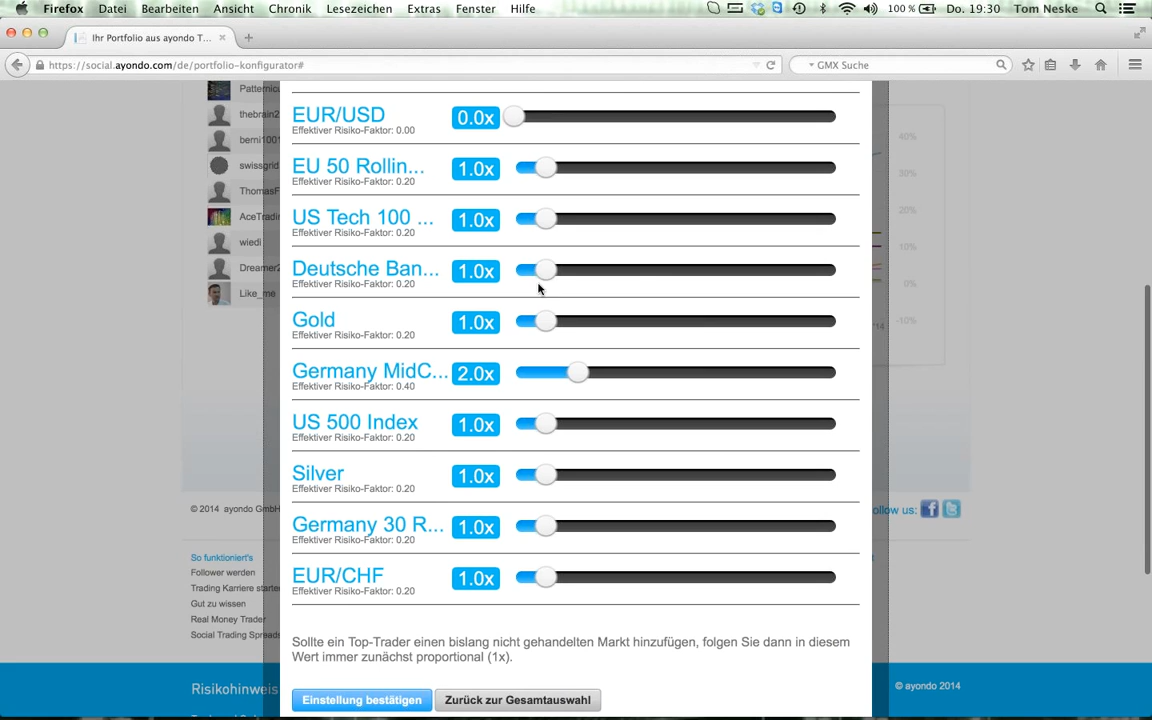 Firefox Datei Bearbeiten Ansicht Chronik Lesezeichen Extras Fenster Hilfe 100 % Do. 19:30 Tom Neske
Ihr Portfolio aus ayondo T...
https://social.ayondo.com/de/portfolio-konfigurator#
GMX Suche
Patternicu
thebrain2
berni1001
swissgrid
ThomasF
AceTradin
wiedi
Dreamer2
Like_me
40%
30%
20%
10%
0%
-10%
EUR/USD 0.0x
Effektiver Risiko-Faktor: 0.00
EU 50 Rollin... 1.0x
Effektiver Risiko-Faktor: 0.20
US Tech 100 ... 1.0x
Effektiver Risiko-Faktor: 0.20
Deutsche Ban... 1.0x
Effektiver Risiko-Faktor: 0.20
Gold 1.0x
Effektiver Risiko-Faktor: 0.20
Germany MidC... 2.0x
Effektiver Risiko-Faktor: 0.40
US 500 Index 1.0x
Effektiver Risiko-Faktor: 0.20
Silver 1.0x
Effektiver Risiko-Faktor: 0.20
Germany 30 R... 1.0x
Effektiver Risiko-Faktor: 0.20
EUR/CHF 1.0x
Effektiver Risiko-Faktor: 0.20
Sollte ein Top-Trader einen bislang nicht gehandelten Markt hinzufügen, folgen Sie dann in diesem
Wert immer zunächst proportional (1x).
Einstellung bestätigen Zurück zur Gesamtauswahl
© 2014 ayondo GmbH
ollow us:
So funktioniert's
Follower werden
Trading Karriere starte
Gut zu wissen
Real Money Trader
Social Trading Spreads
Risikohinweis
© ayondo 2014